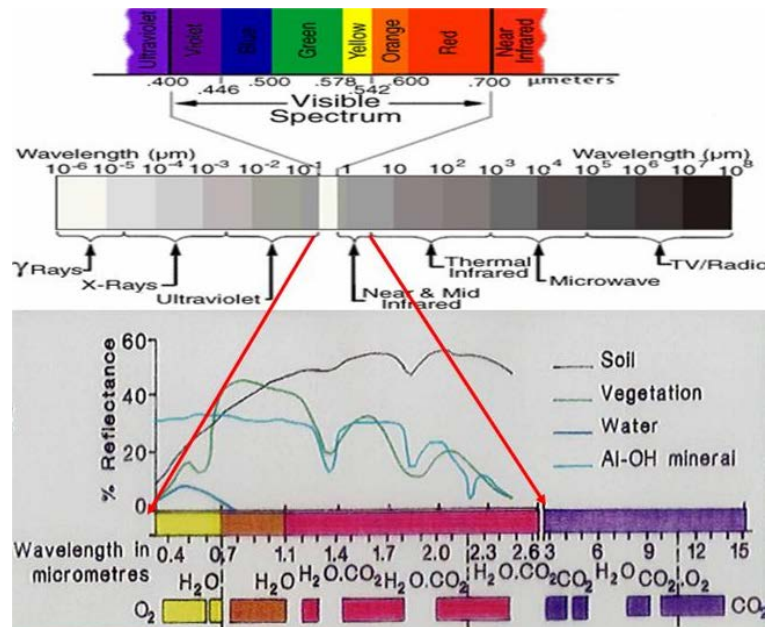 Ultraviolet Violet Blue Green Yellow Orange Red Near Infrared
.400 .446 .500 .578 .542 .600 .700 μmeters
Visible Spectrum
Wavelength (μm) Wavelength (μm)
10-6 10-5 10-4 10-3 10-2 10-1 1 10 10² 10³ 10⁴ 10⁵ 10⁶ 10⁷ 10⁸
γ Rays
X-Rays
Ultraviolet
Near & Mid Infrared
Thermal Infrared
Microwave
TV/Radio
% Reflectance
60
40
20
0
Soil
Vegetation
Water
Al-OH mineral
Wavelength in micrometres
0.4 0.7 1.1 1.4 1.7 2.0 2.3 2.6 3 6 9 12 15
H₂O H₂O H₂O.CO₂ H₂O.CO₂ H₂O.CO₂ CO₂ H₂O CO₂.O₂
O₂ CO₂